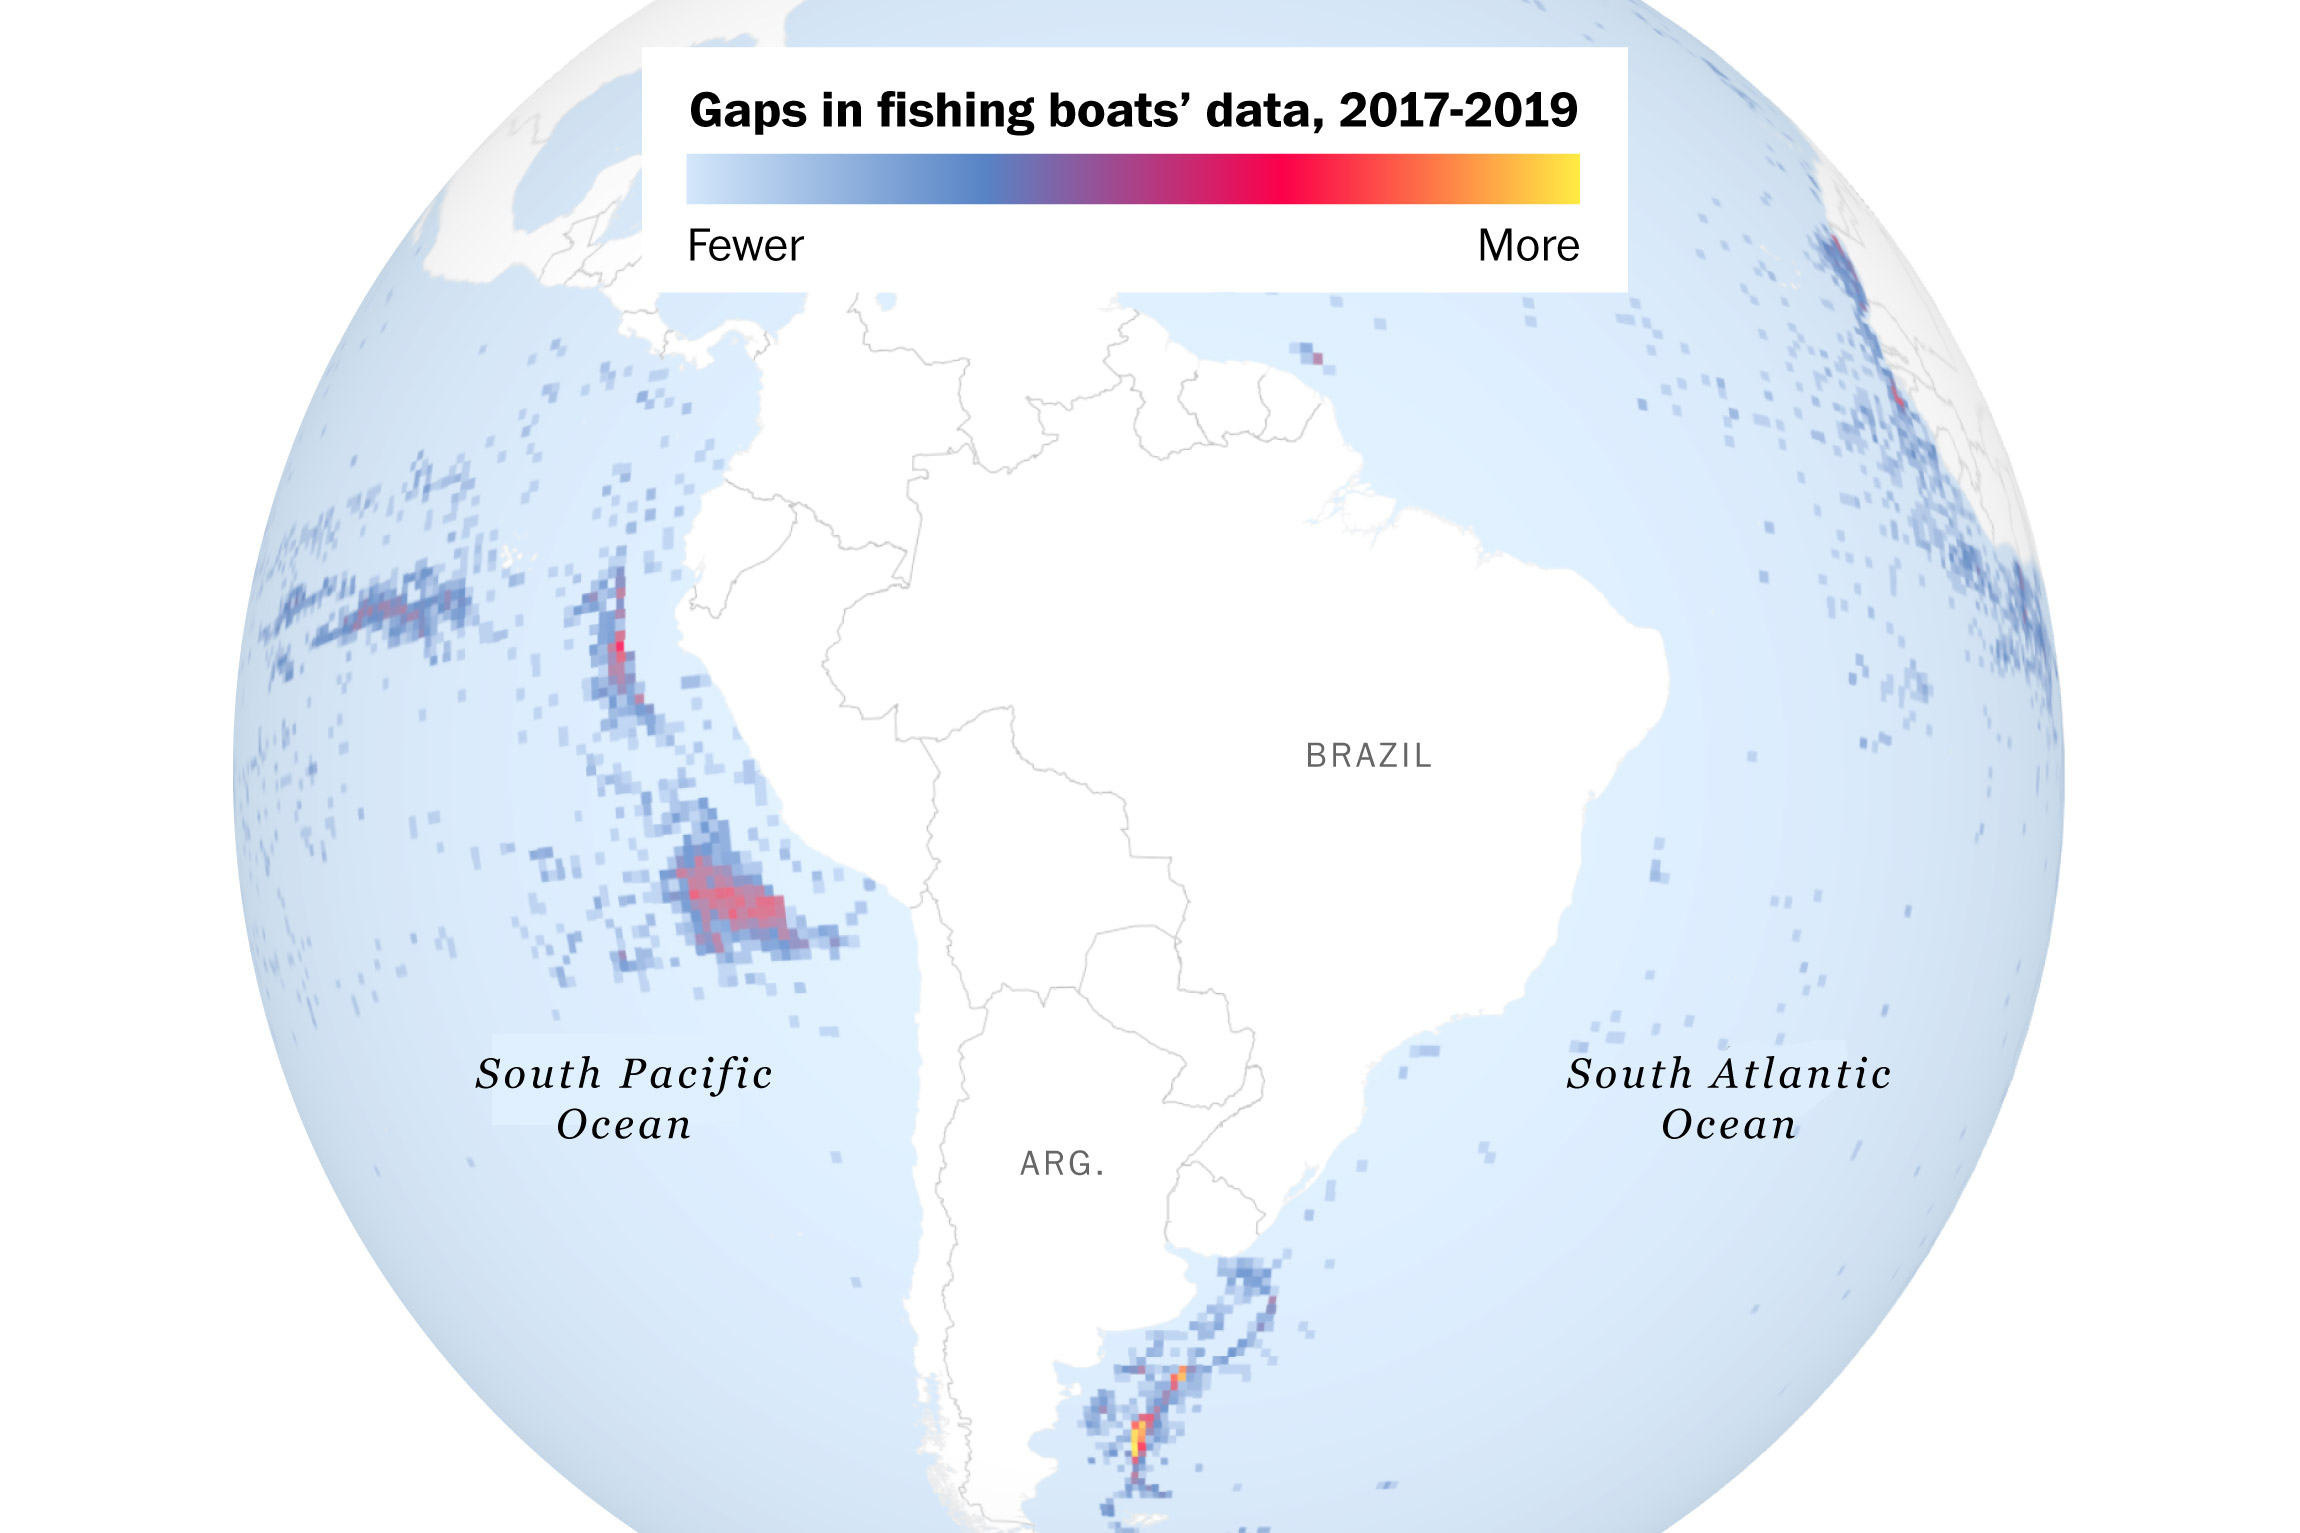 Gaps in fishing boats’ data, 2017-2019
Fewer
More
BRAZIL
South Pacific
Ocean
South Atlantic
Ocean
ARG.